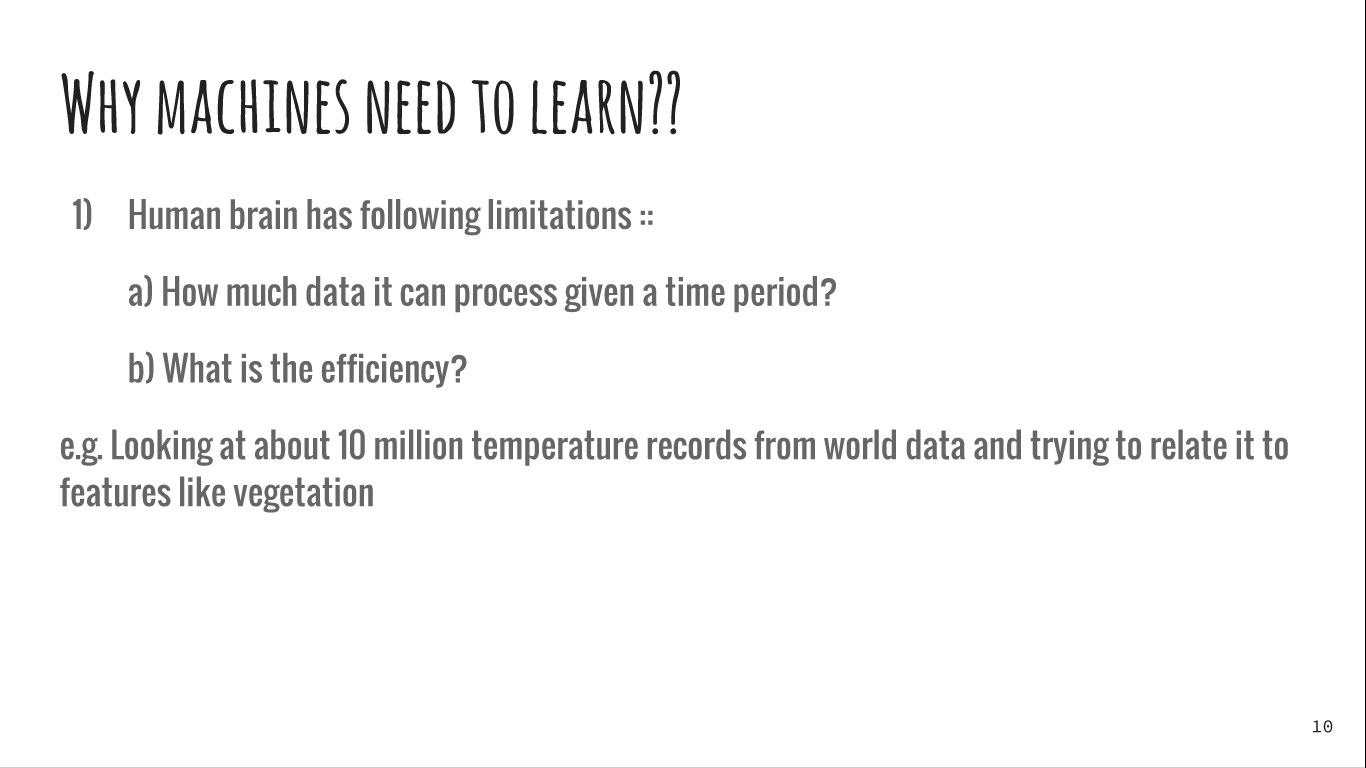 Why machines need to learn??
1) Human brain has following limitations ::
a) How much data it can process given a time period?
b) What is the efficiency?
e.g. Looking at about 10 million temperature records from world data and trying to relate it to
features like vegetation
10